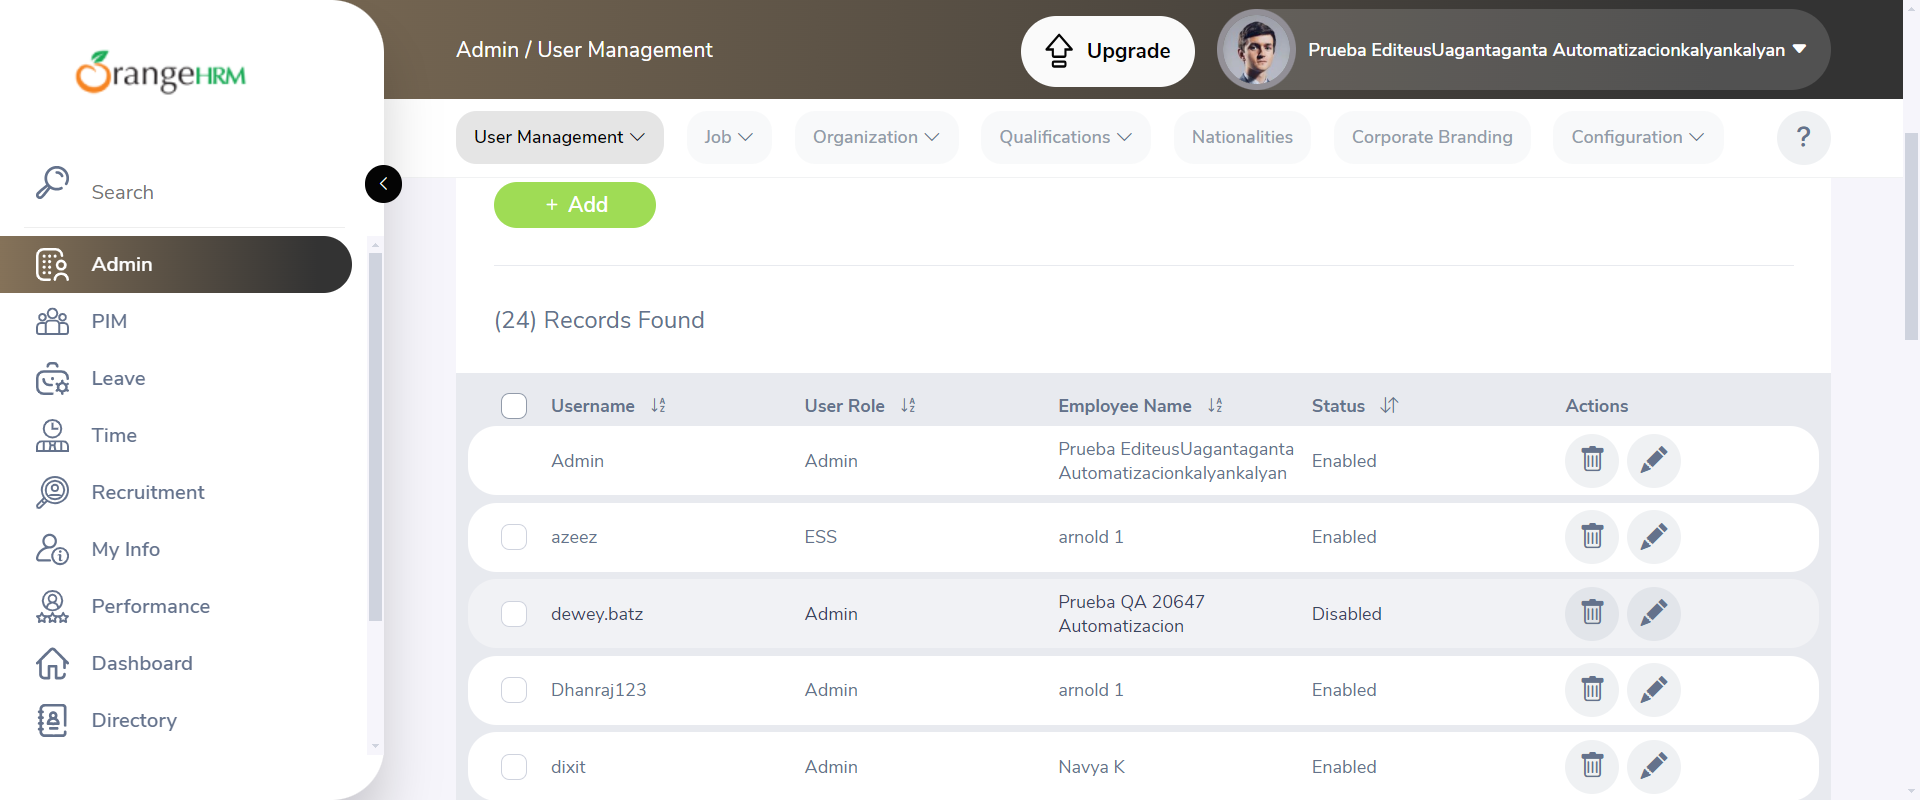 OrangeHRM
Admin / User Management
Upgrade
Prueba EditeusUagantaganta Automatizacionkalyankalyan
User Management
Job
Organization
Qualifications
Nationalities
Corporate Branding
Configuration
?
Search
Admin
PIM
Leave
Time
Recruitment
My Info
Performance
Dashboard
Directory
+ Add
(24) Records Found
Username User Role Employee Name Status Actions
Admin Admin Prueba EditeusUagantaganta Enabled
Automatizacionkalyankalyan
azeez ESS arnold 1 Enabled
dewey.batz Admin Prueba QA 20647 Disabled
Automatizacion
Dhanraj123 Admin arnold 1 Enabled
dixit Admin Navya K Enabled